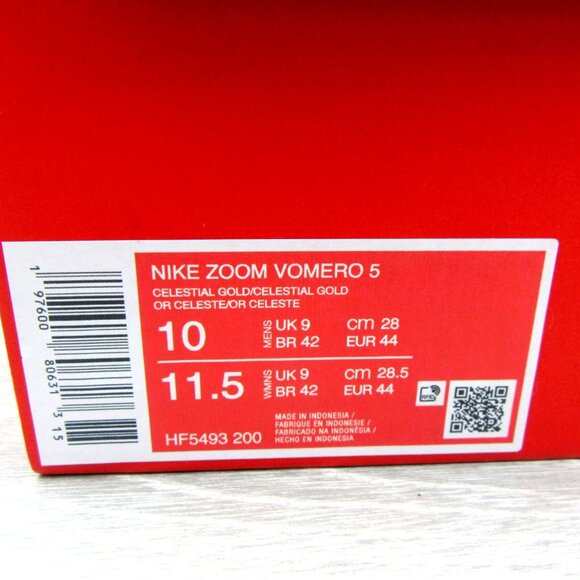 NIKE ZOOM VOMERO 5
CELESTIAL GOLD/CELESTIAL GOLD
OR CELESTE/OR CELESTE
10 MENS UK 9 cm 28
BR 42 EUR 44
11.5 WMNS UK 9 cm 28.5
BR 42 EUR 44
HF5493 200
MADE IN INDONESIA /
FABRIQUE EN INDONESIE /
FABRICADO NA INDONÉSIA /
HECHO EN INDONESIA
RFID
1 97600 80631 3 15